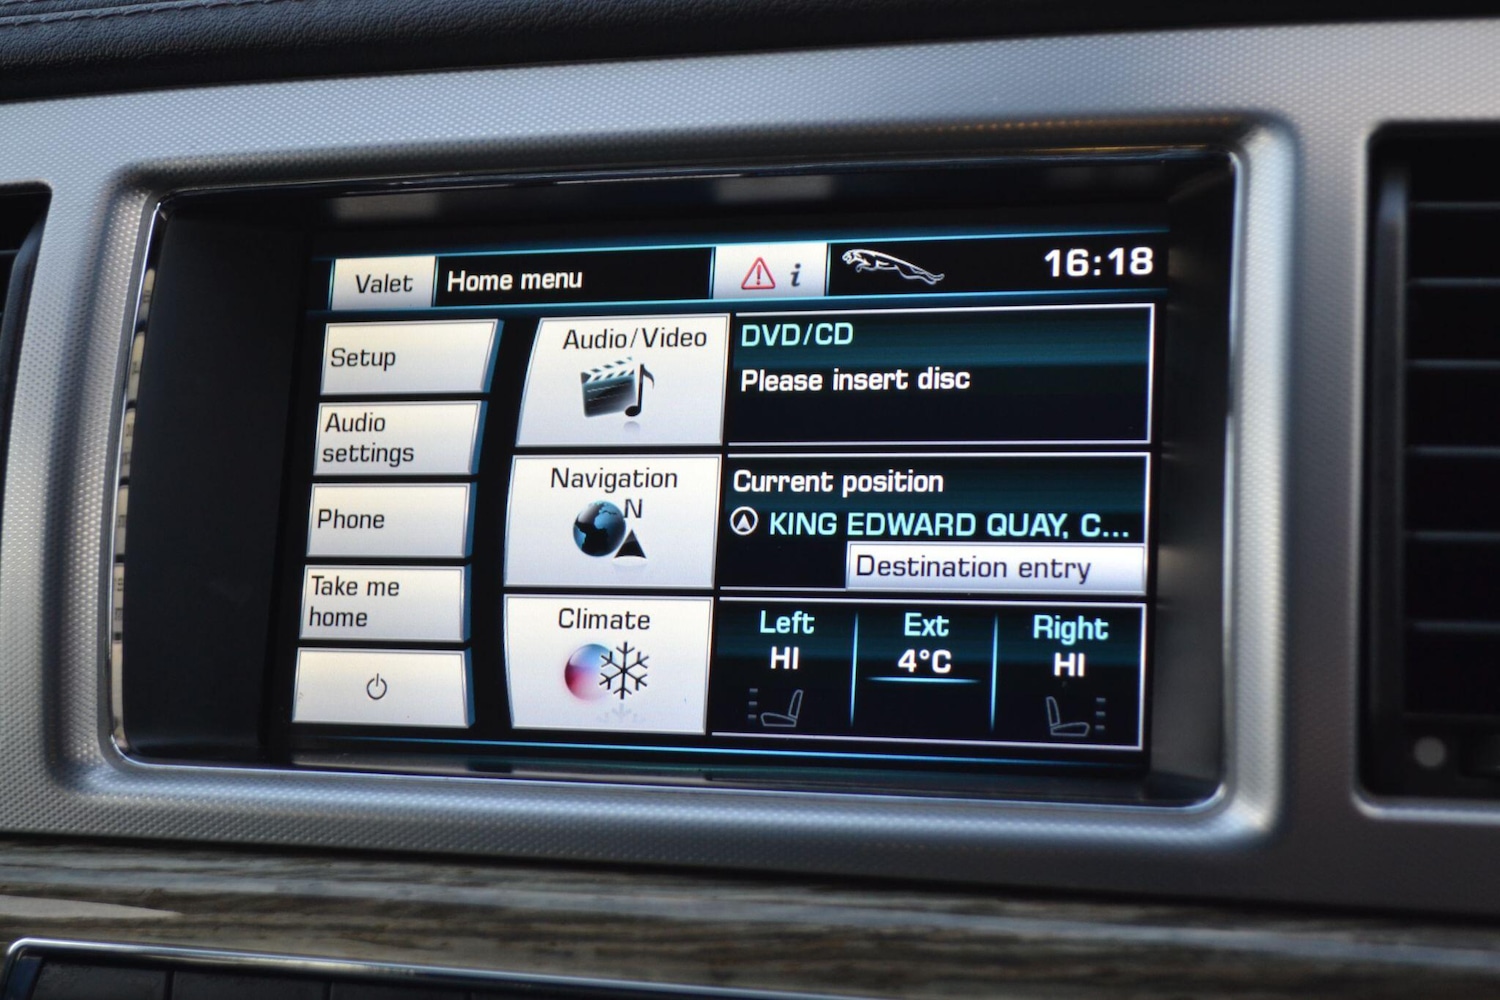 Valet
Home menu
i
16:18
Setup
Audio
settings
Phone
Take me
home
Audio/Video
Navigation
N
Climate
DVD/CD
Please insert disc
Current position
KING EDWARD QUAY, C...
Destination entry
Left
HI
Ext
4°C
Right
HI